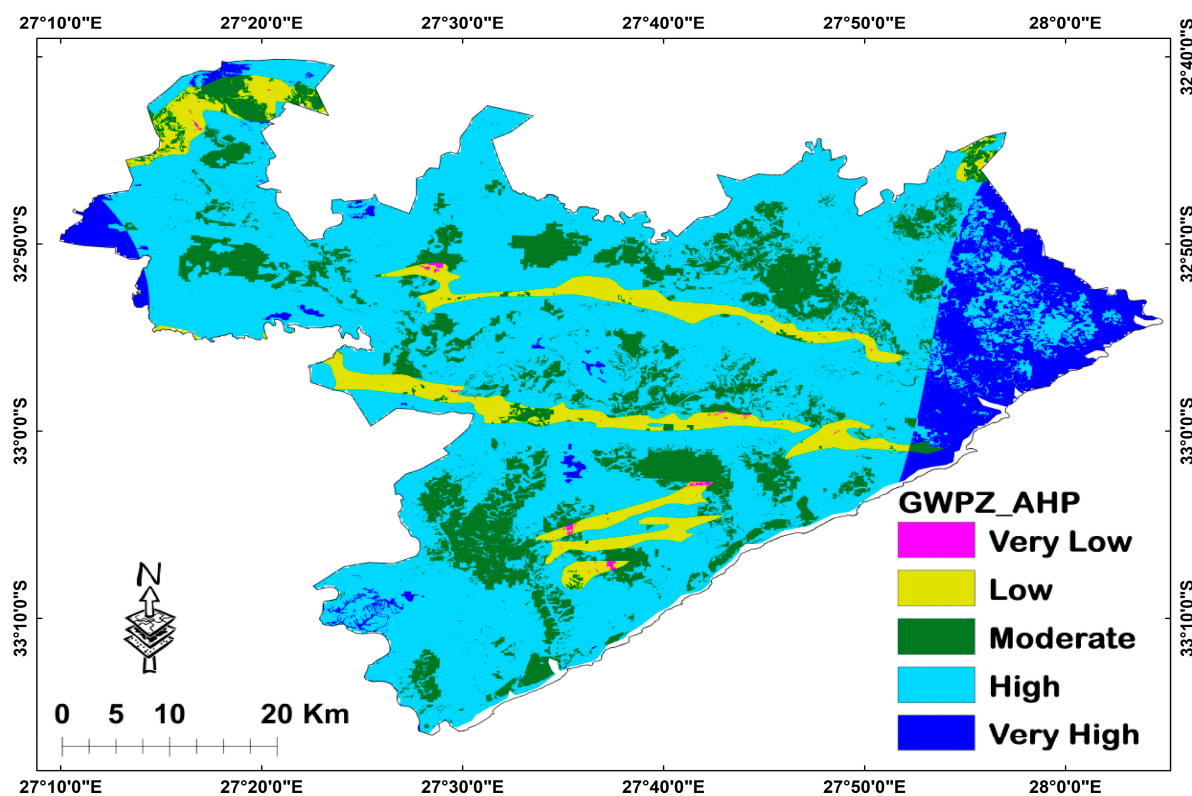 27°10'0"E 27°20'0"E 27°30'0"E 27°40'0"E 27°50'0"E 28°0'0"E
32°40'0"S
32°50'0"S 32°50'0"S
33°0'0"S 33°0'0"S
GWPZ_AHP
Very Low
Low
Moderate
High
Very High
N
33°10'0"S 33°10'0"S
0 5 10 20 Km
27°10'0"E 27°20'0"E 27°30'0"E 27°40'0"E 27°50'0"E 28°0'0"E